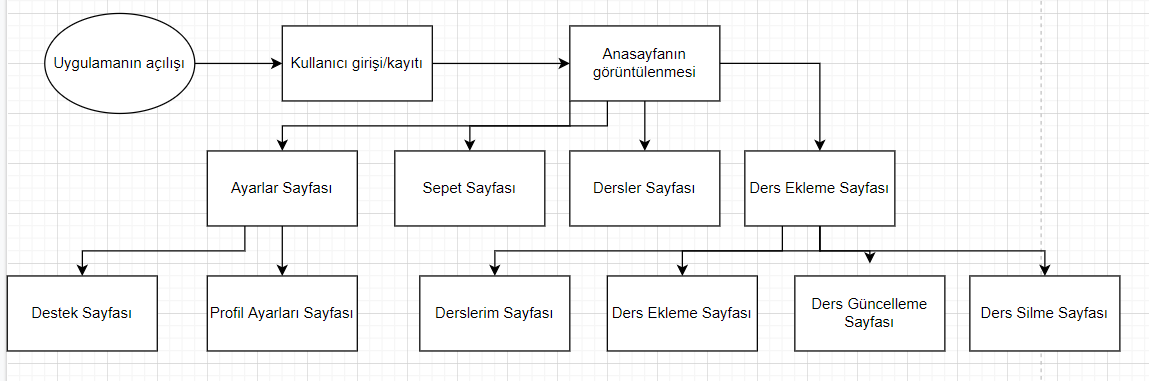 Uygulamanın açılışı
Kullanıcı girişi/kayıtı
Anasayfanın
görüntülenmesi
Ayarlar Sayfası
Sepet Sayfası
Dersler Sayfası
Ders Ekleme Sayfası
Destek Sayfası
Profil Ayarları Sayfası
Derslerim Sayfası
Ders Ekleme Sayfası
Ders Güncelleme
Sayfası
Ders Silme Sayfası